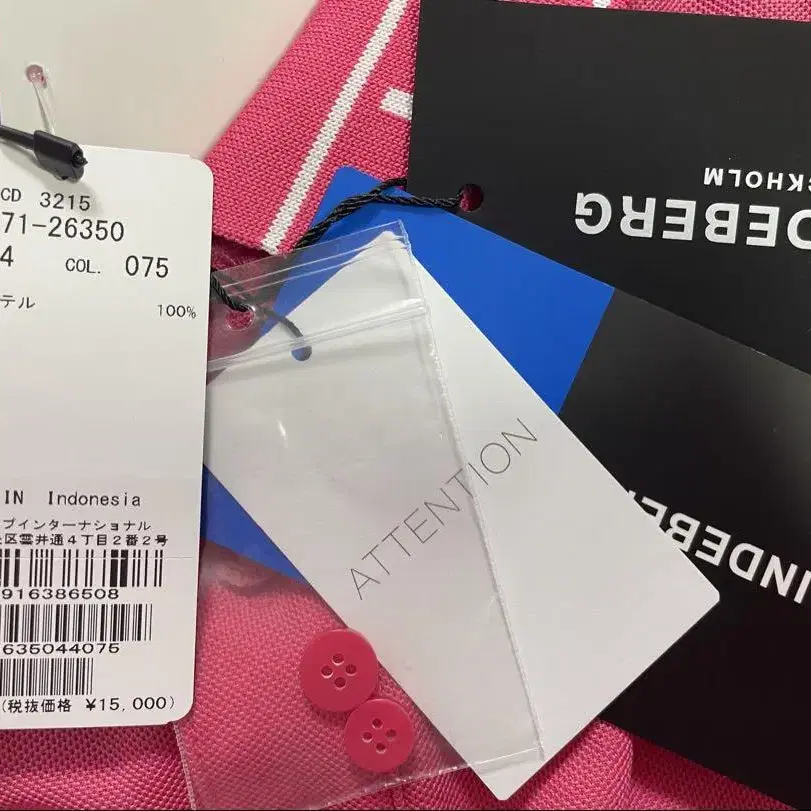 CD 3215
71-26350
4 COL. 075
テル 100%
IN Indonesia
プインターナショナル
区雲井通4丁目2番2号
916386508
635044075
(税抜価格 ¥15,000)
ATTENTION
DEBERG
CKHOLM
INDEBE